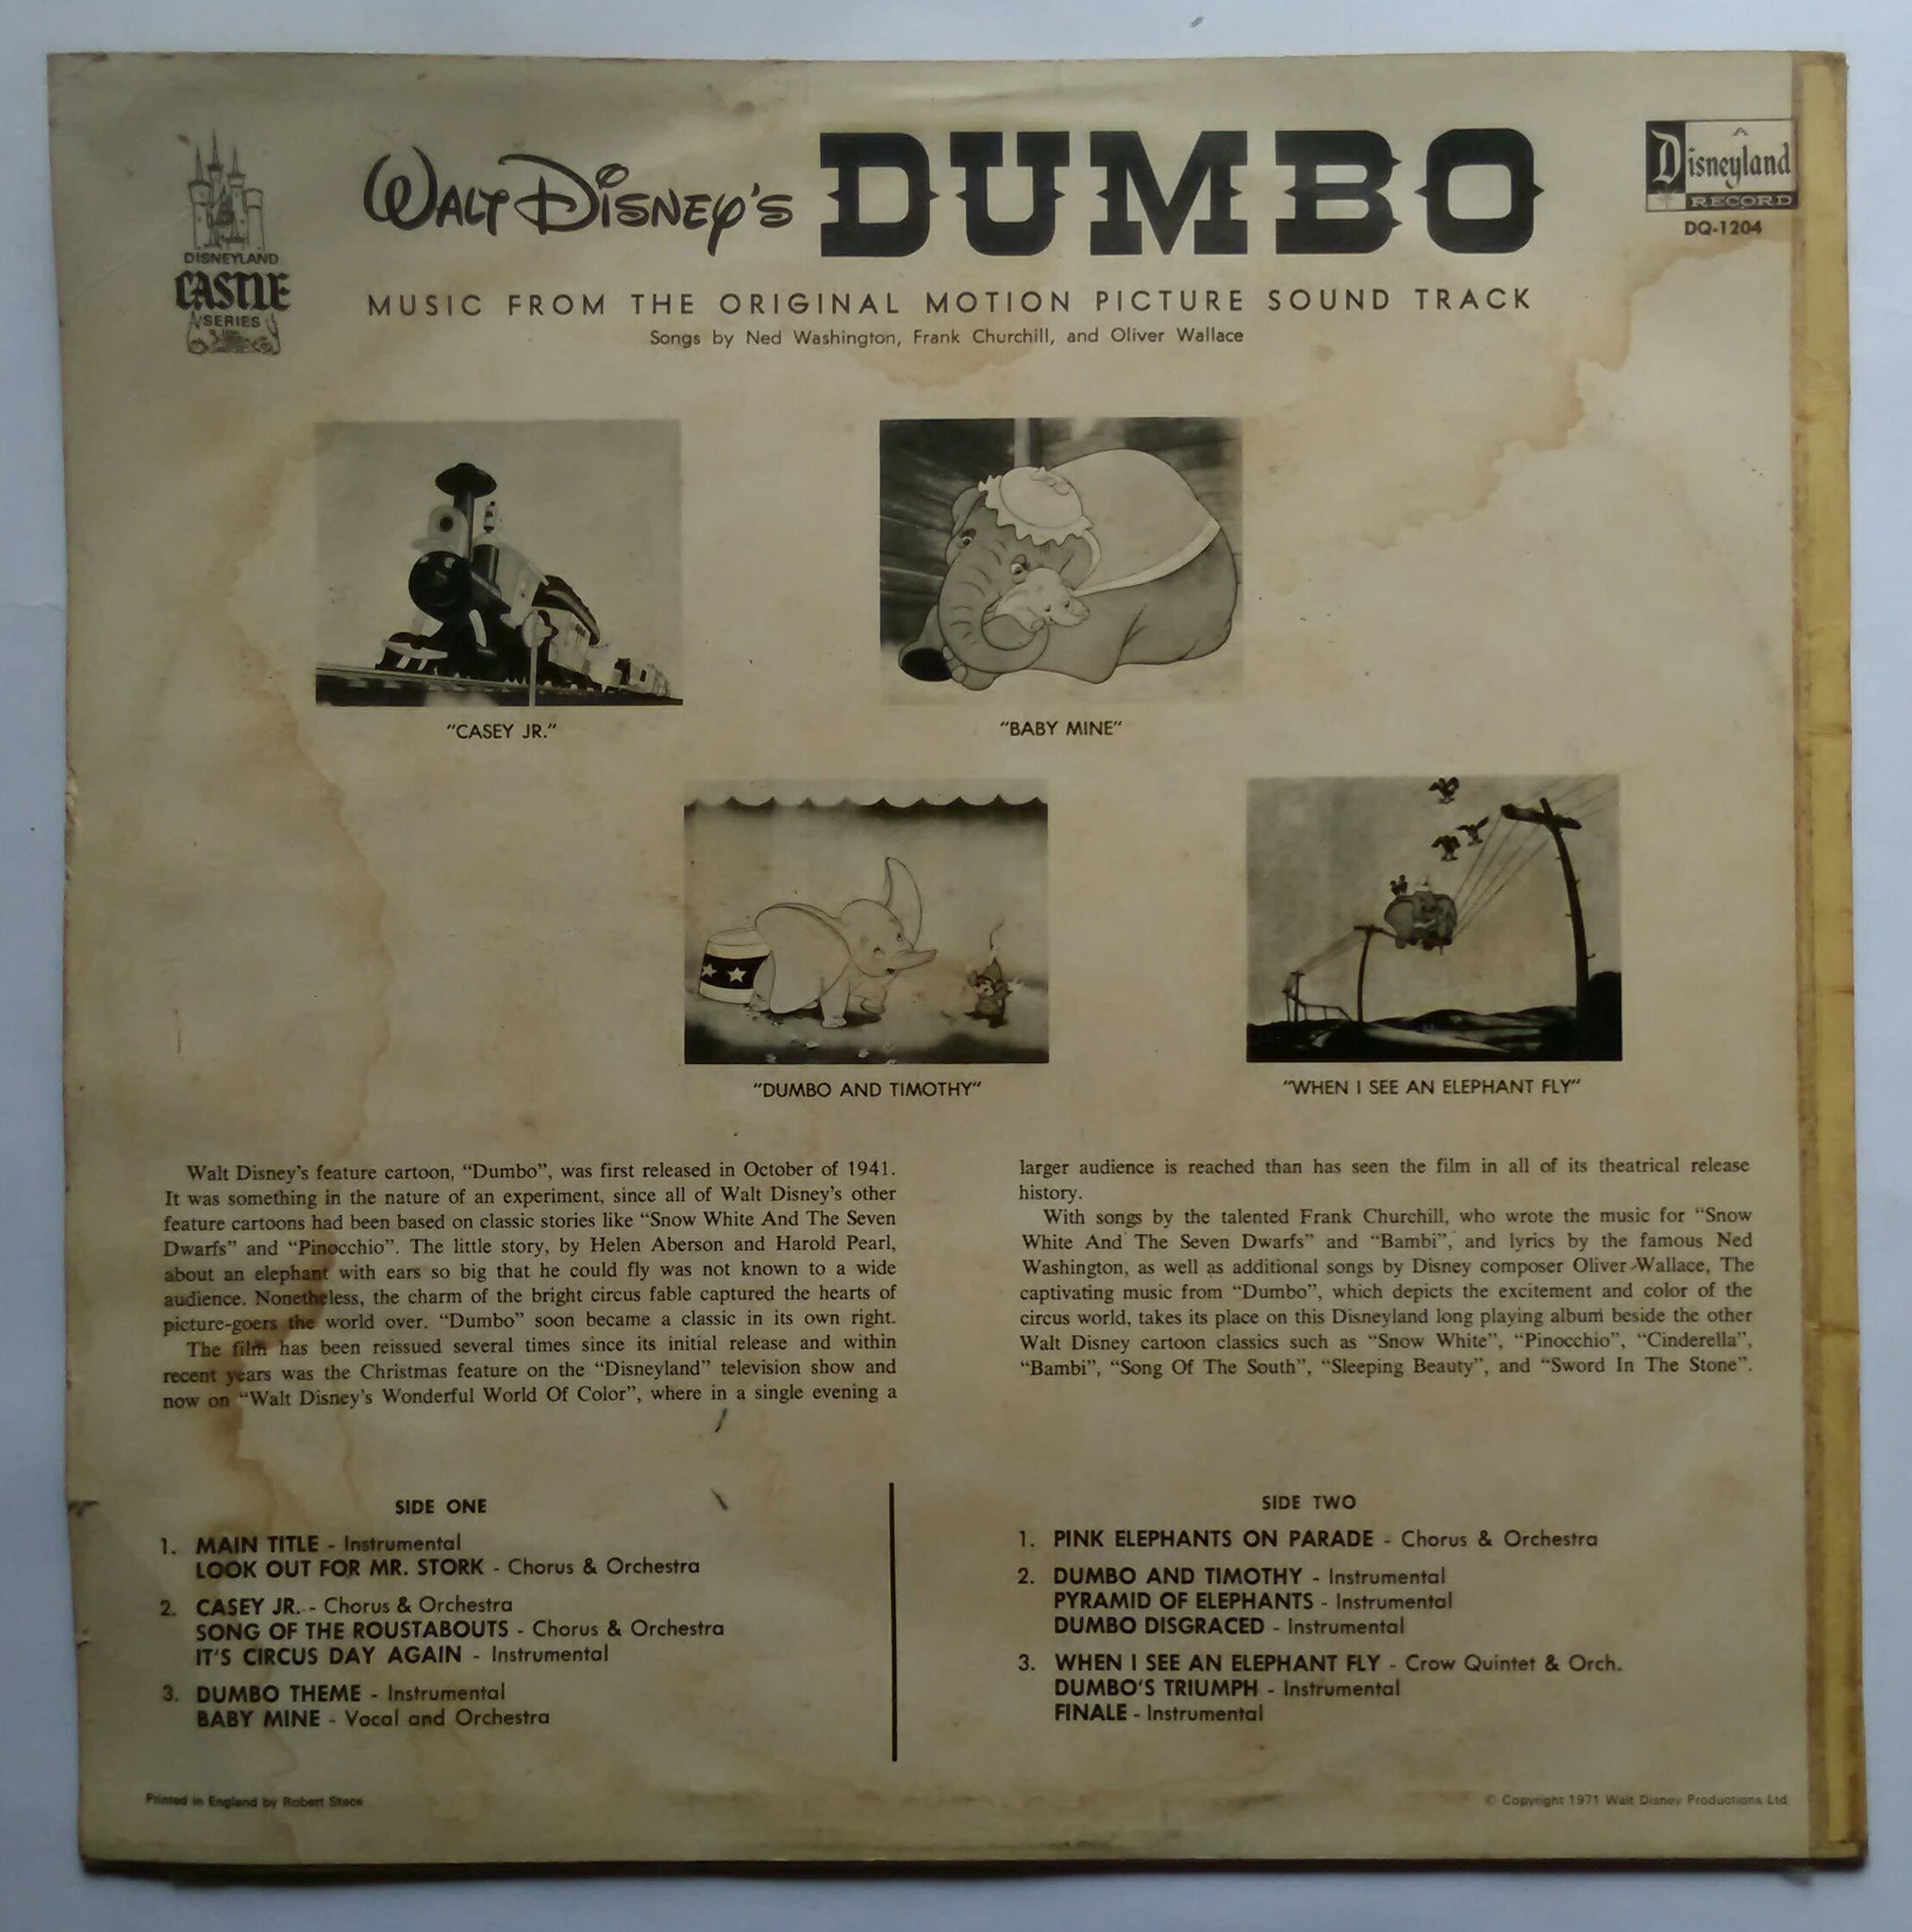 DISNEYLAND
CASTLE
SERIES
WALT DISNEY'S DUMBO
MUSIC FROM THE ORIGINAL MOTION PICTURE SOUND TRACK
Songs by Ned Washington, Frank Churchill, and Oliver Wallace
A
Disneyland
RECORD
DQ-1204
"CASEY JR."
"BABY MINE"
"DUMBO AND TIMOTHY"
"WHEN I SEE AN ELEPHANT FLY"
Walt Disney's feature cartoon, "Dumbo", was first released in October of 1941.
It was something in the nature of an experiment, since all of Walt Disney's other
feature cartoons had been based on classic stories like "Snow White And The Seven
Dwarfs" and "Pinocchio". The little story, by Helen Aberson and Harold Pearl,
about an elephant with ears so big that he could fly was not known to a wide
audience. Nonetheless, the charm of the bright circus fable captured the hearts of
picture-goers the world over. "Dumbo" soon became a classic in its own right.
The film has been reissued several times since its initial release and within
recent years was the Christmas feature on the "Disneyland" television show and
now on "Walt Disney's Wonderful World Of Color", where in a single evening a
larger audience is reached than has seen the film in all of its theatrical release
history.
With songs by the talented Frank Churchill, who wrote the music for "Snow
White And The Seven Dwarfs" and "Bambi", and lyrics by the famous Ned
Washington, as well as additional songs by Disney composer Oliver Wallace, The
captivating music from "Dumbo", which depicts the excitement and color of the
circus world, takes its place on this Disneyland long playing album beside the other
Walt Disney cartoon classics such as "Snow White", "Pinocchio", "Cinderella",
"Bambi", "Song Of The South", "Sleeping Beauty", and "Sword In The Stone".
SIDE ONE
1. MAIN TITLE - Instrumental
LOOK OUT FOR MR. STORK - Chorus & Orchestra
2. CASEY JR. - Chorus & Orchestra
SONG OF THE ROUSTABOUTS - Chorus & Orchestra
IT'S CIRCUS DAY AGAIN - Instrumental
3. DUMBO THEME - Instrumental
BABY MINE - Vocal and Orchestra
SIDE TWO
1. PINK ELEPHANTS ON PARADE - Chorus & Orchestra
2. DUMBO AND TIMOTHY - Instrumental
PYRAMID OF ELEPHANTS - Instrumental
DUMBO DISGRACED - Instrumental
3. WHEN I SEE AN ELEPHANT FLY - Crow Quintet & Orch.
DUMBO'S TRIUMPH - Instrumental
FINALE - Instrumental
Printed in England by Robert Stace
© Copyright 1971 Walt Disney Productions Ltd